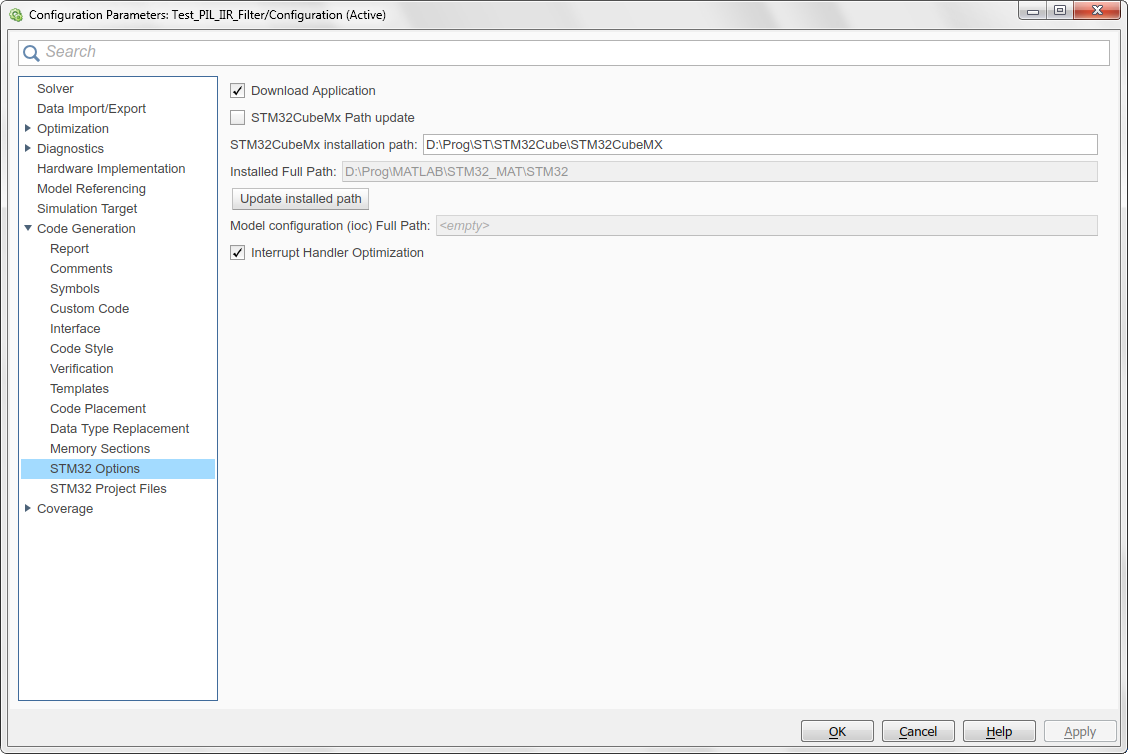 Configuration Parameters: Test_PIL_IIR_Filter/Configuration (Active)
Search
Solver
Data Import/Export
Optimization
Diagnostics
Hardware Implementation
Model Referencing
Simulation Target
Code Generation
Report
Comments
Symbols
Custom Code
Interface
Code Style
Verification
Templates
Code Placement
Data Type Replacement
Memory Sections
STM32 Options
STM32 Project Files
Coverage
Download Application
STM32CubeMx Path update
STM32CubeMx installation path: D:\Prog\ST\STM32Cube\STM32CubeMX
Installed Full Path: D:\Prog\MATLAB\STM32_MAT\STM32
Update installed path
Model configuration (ioc) Full Path: <empty>
Interrupt Handler Optimization
OK Cancel Help Apply